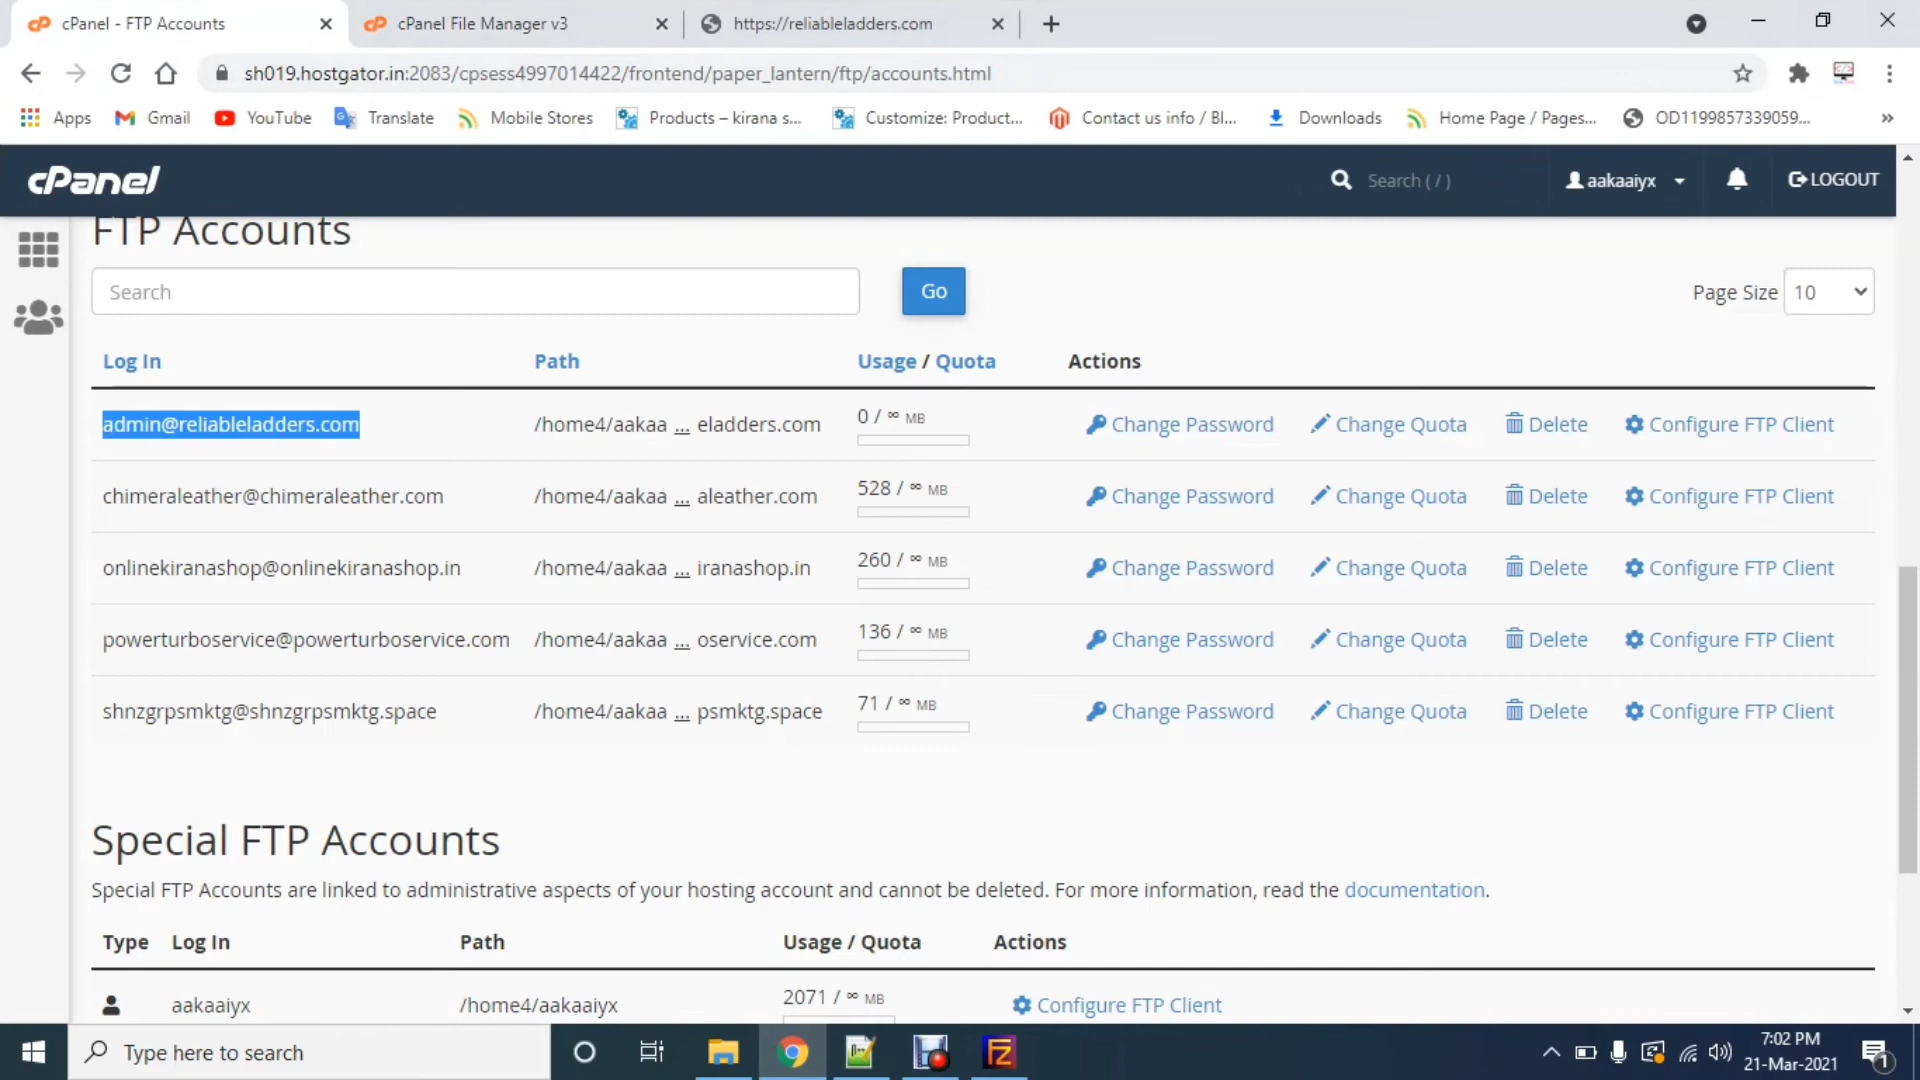 cPanel - FTP Accounts
cPanel File Manager v3
https://reliableladders.com
sh019.hostgator.in:2083/cpsess4997014422/frontend/paper_lantern/ftp/accounts.html
Apps Gmail YouTube Translate Mobile Stores Products – kirana s... Customize: Product... Contact us info / Bl... Downloads Home Page / Pages... OD1199857339059... »
cPanel Search ( / ) aakaaiyx LOGOUT
FTP Accounts
Search Go Page Size 10
Log In Path Usage / Quota Actions
admin@reliableladders.com /home4/aakaa ... eladders.com 0 / ∞ MB Change Password Change Quota Delete Configure FTP Client
chimeraleather@chimeraleather.com /home4/aakaa ... aleather.com 528 / ∞ MB Change Password Change Quota Delete Configure FTP Client
onlinekiranashop@onlinekiranashop.in /home4/aakaa ... iranashop.in 260 / ∞ MB Change Password Change Quota Delete Configure FTP Client
powerturboservice@powerturboservice.com /home4/aakaa ... oservice.com 136 / ∞ MB Change Password Change Quota Delete Configure FTP Client
shnzgrpsmktg@shnzgrpsmktg.space /home4/aakaa ... psmktg.space 71 / ∞ MB Change Password Change Quota Delete Configure FTP Client
Special FTP Accounts
Special FTP Accounts are linked to administrative aspects of your hosting account and cannot be deleted. For more information, read the documentation.
Type Log In Path Usage / Quota Actions
aakaaiyx /home4/aakaaiyx 2071 / ∞ MB Configure FTP Client
Type here to search
7:02 PM
21-Mar-2021
1